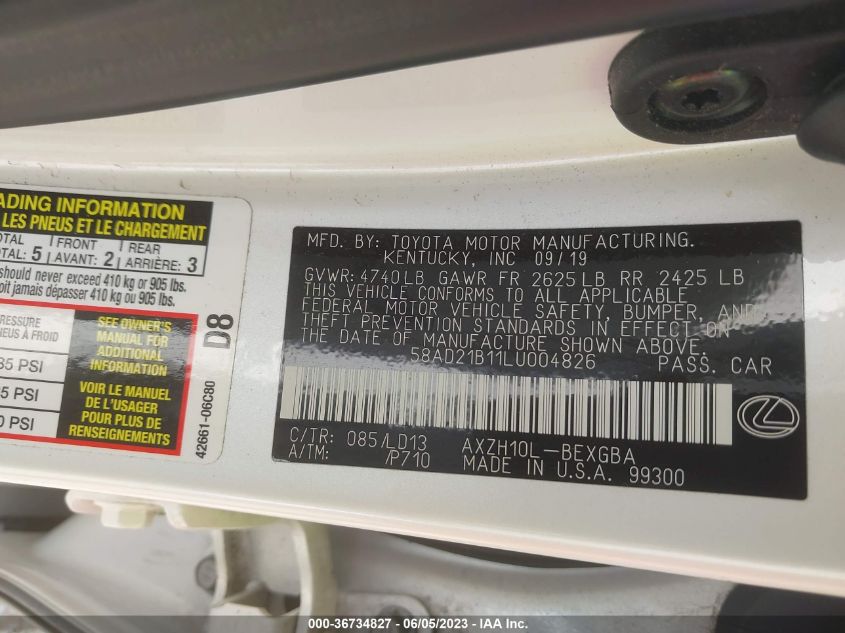 ADING INFORMATION
LES PNEUS ET LE CHARGEMENT
TOTAL: 5 FRONT AVANT: 2 REAR ARRIÈRE: 3
should never exceed 410 kg or 905 lbs.
oit jamais dépasser 410 kg ou 905 lbs.
RESSURE
NEUS À FROID
35 PSI
35 PSI
0 PSI
SEE OWNER'S
MANUAL FOR
ADDITIONAL
INFORMATION
VOIR LE MANUEL
DE L'USAGER
POUR PLUS DE
RENSEIGNEMENTS
D8
42661-06C80
MFD. BY: TOYOTA MOTOR MANUFACTURING.
KENTUCKY, INC 09/19
GVWR: 4740LB GAWR FR 2625LB RR 2425 LB
THIS VEHICLE CONFORMS TO ALL APPLICABLE
FEDERAL MOTOR VEHICLE SAFETY, BUMPER, AND
THEFT PREVENTION STANDARDS IN EFFECT ON
THE DATE OF MANUFACTURE SHOWN ABOVE.
58AD21B11LU004826 PASS. CAR
C/TR: 085/LD13 AXZH10L-BEXGBA
A/TM: /P710 MADE IN U.S.A. 99300
000-36734827 - 06/05/2023 - IAA Inc.